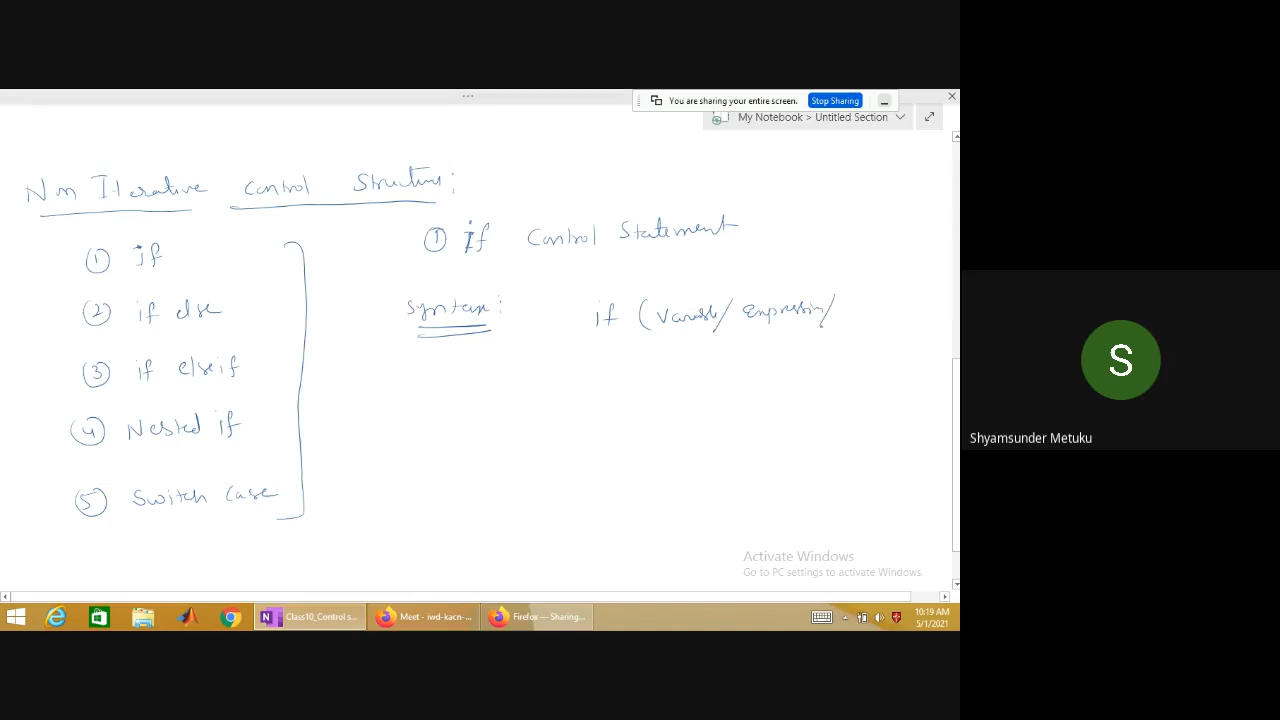 You are sharing your entire screen. Stop Sharing
My Notebook > Untitled Section
Non Iterative Control Structure:
① if
② if else
③ if elseif
④ Nested if
⑤ Switch Case
① If Control Statement
Syntax: if (Variable/ Expression/
S
Shyamsunder Metuku
Activate Windows
Go to PC settings to activate Windows.
Class10_Control s...
Meet - iwd-kacn-...
Firefox — Sharing...
10:19 AM
5/1/2021